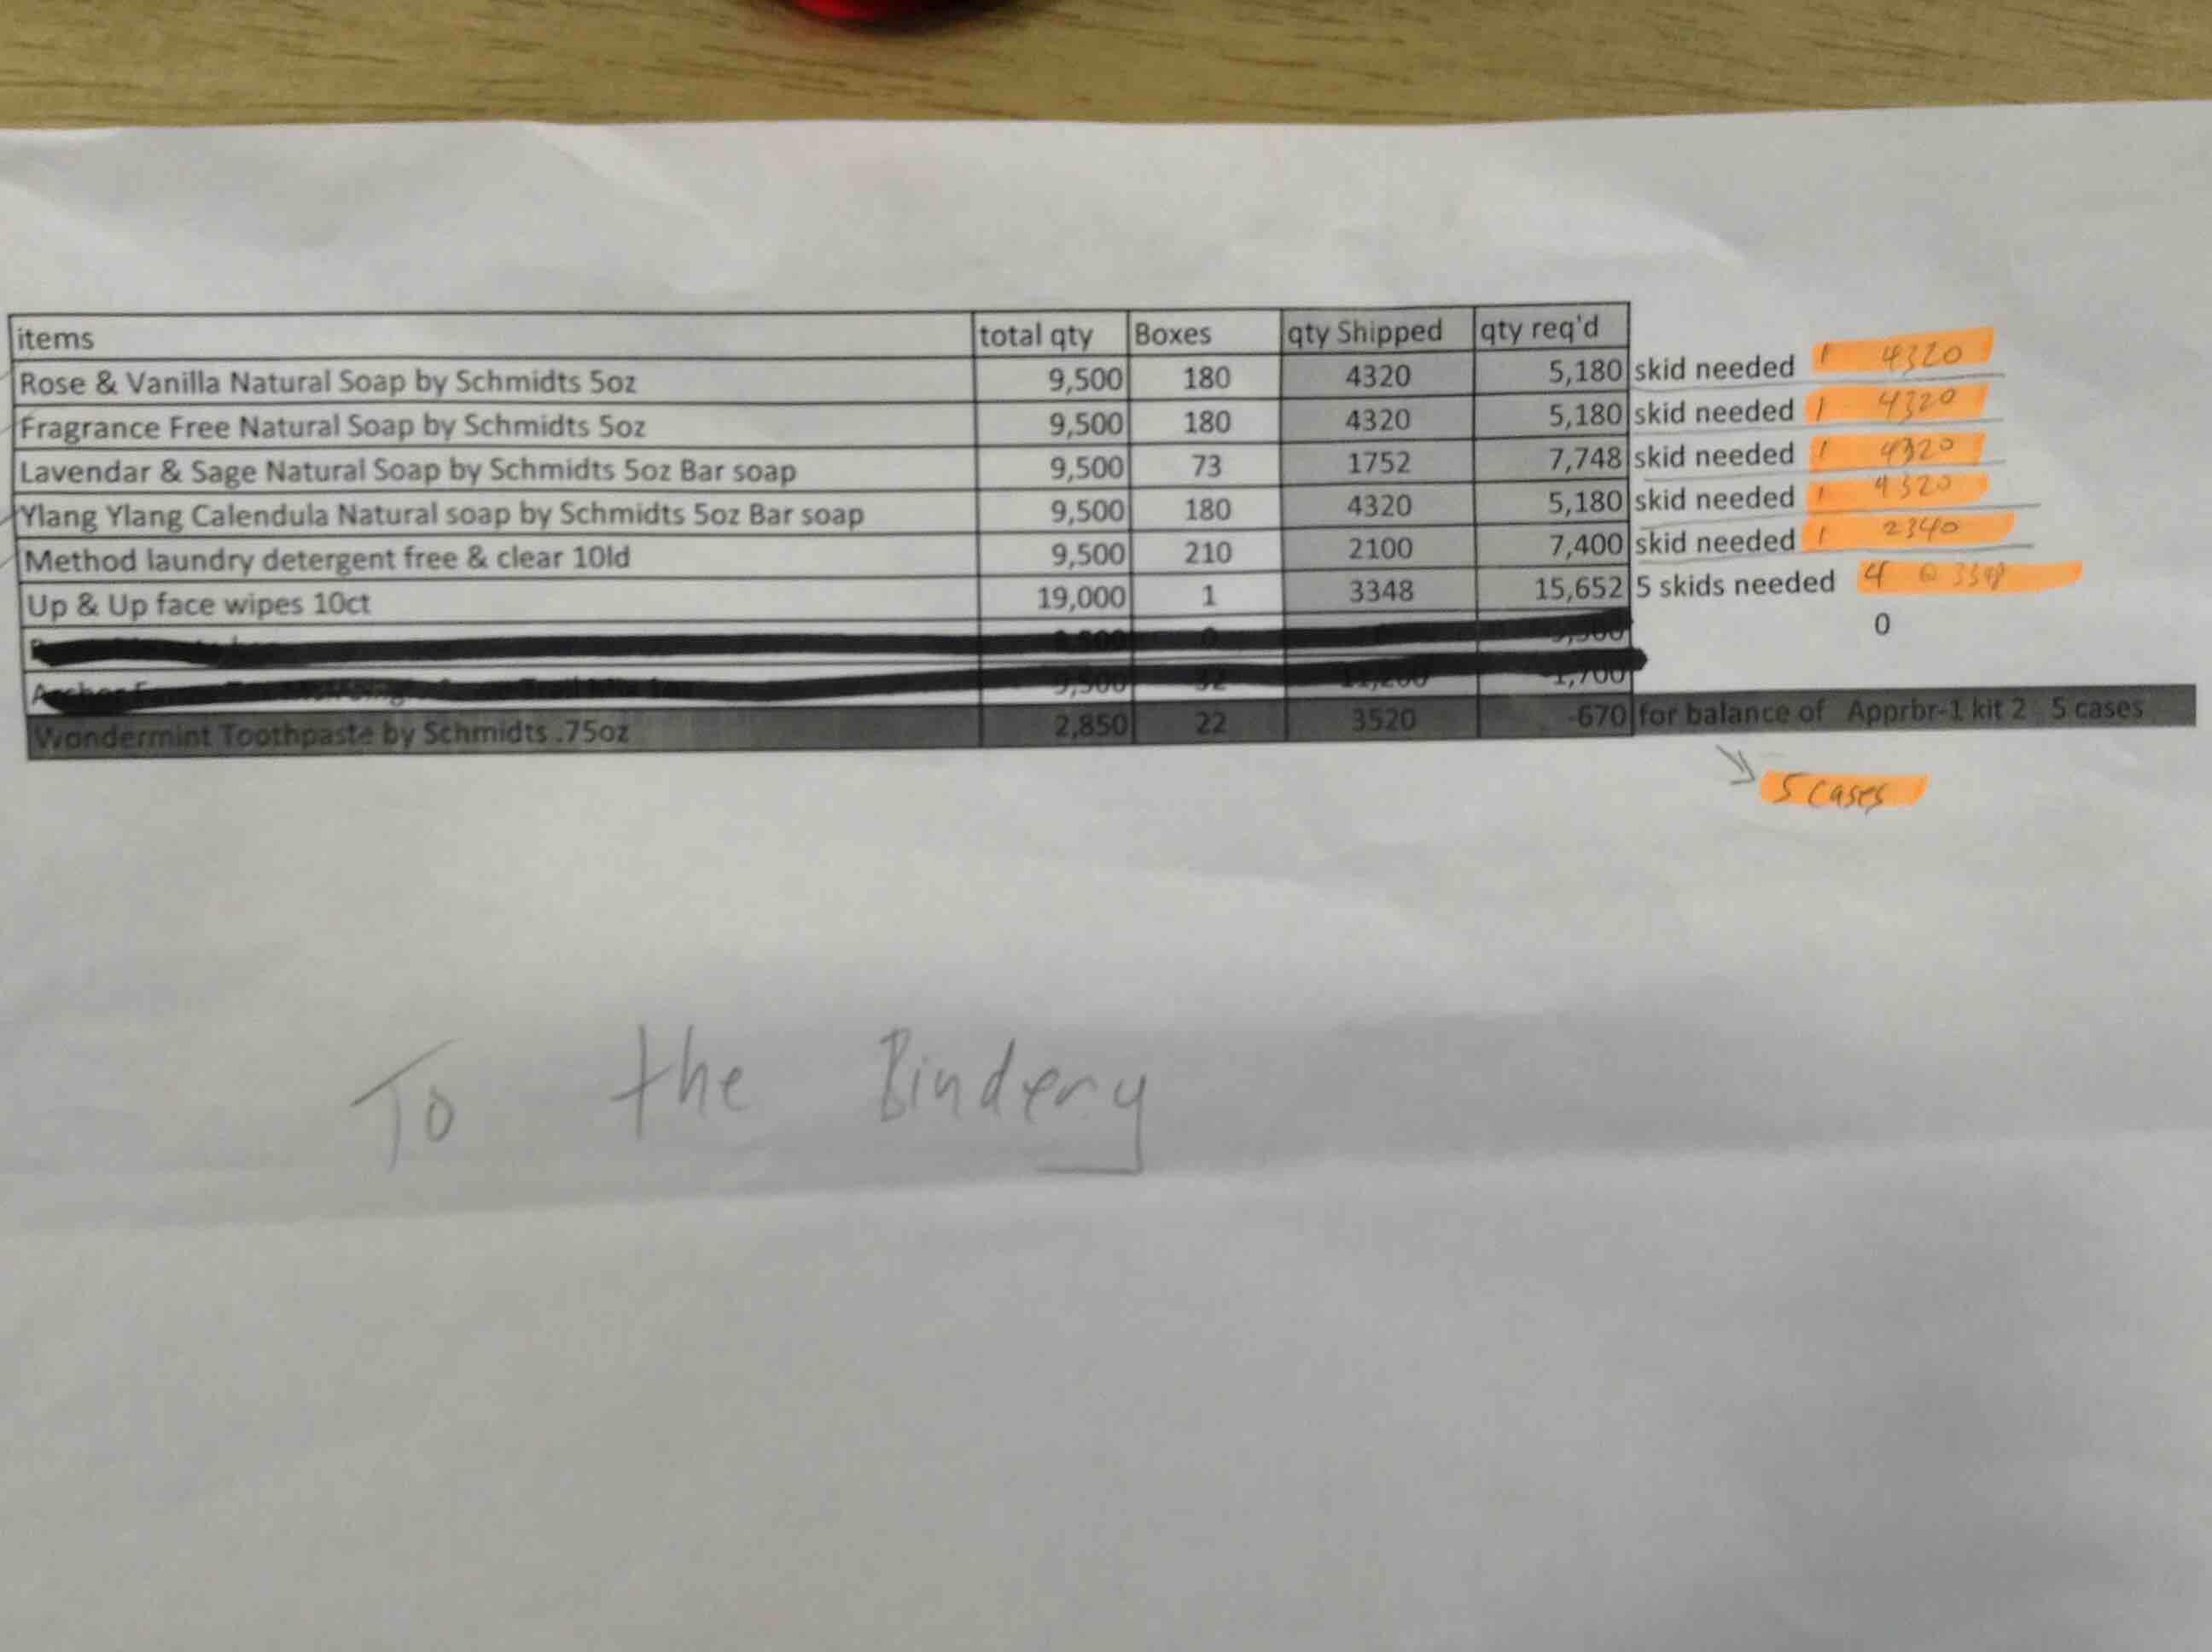 items total qty Boxes qty Shipped qty req'd
Rose & Vanilla Natural Soap by Schmidts 5oz 9,500 180 4320 5,180 skid needed 1 4320
Fragrance Free Natural Soap by Schmidts 5oz 9,500 180 4320 5,180 skid needed 1 4320
Lavendar & Sage Natural Soap by Schmidts 5oz Bar soap 9,500 73 1752 7,748 skid needed 1 4320
Ylang Ylang Calendula Natural soap by Schmidts 5oz Bar soap 9,500 180 4320 5,180 skid needed 1 4320
Method laundry detergent free & clear 10ld 9,500 210 2100 7,400 skid needed 1 2340
Up & Up face wipes 10ct 19,000 1 3348 15,652 5 skids needed 4 @
0
Wondermint Toothpaste by Schmidts .75oz 2,850 22 3520 -670 for balance of Apprbr-1 kit 2 5 cases
5 cases
To the Bindery